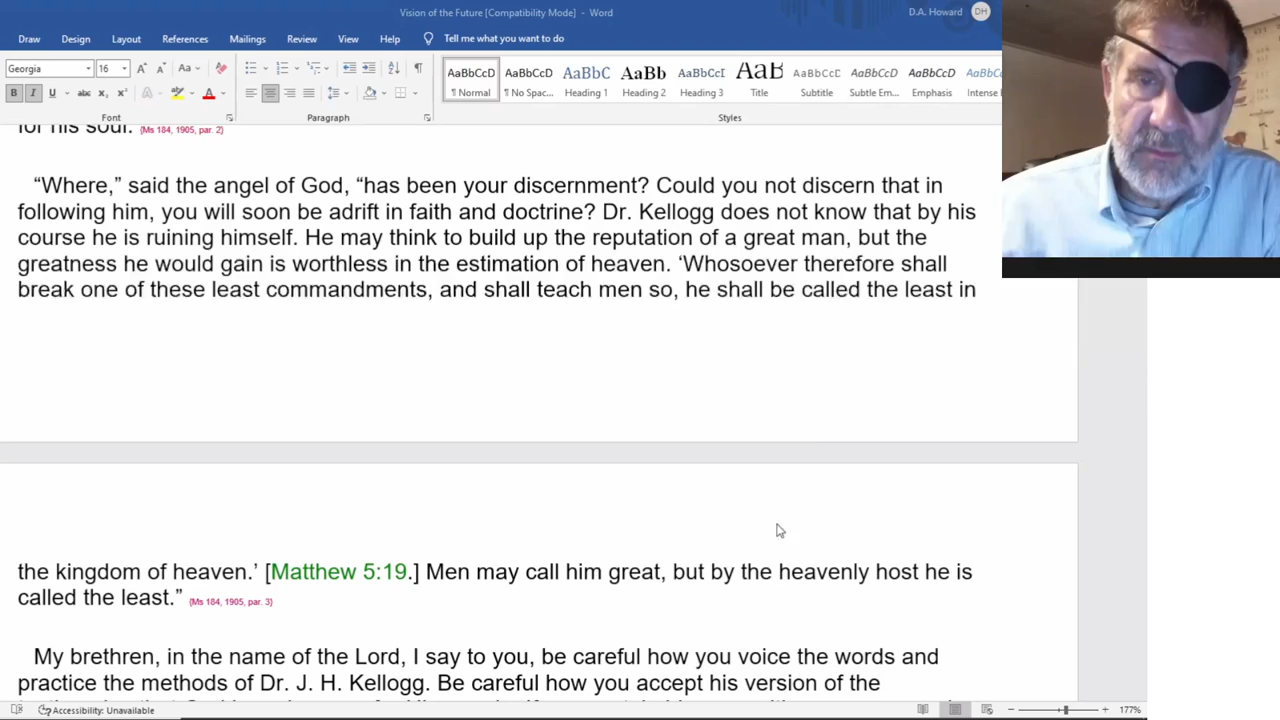 Vision of the Future [Compatibility Mode] - Word
D.A. Howard
DH
Draw Design Layout References Mailings Review View Help Tell me what you want to do
Georgia 16 Aa
B I U abc x₂ x² A A
Font
Paragraph
AaBbCcD AaBbCcD AaBbC AaBb AaBbCcI AaB AaBbCcD AaBbCcD AaBbCcD AaBbCc
¶ Normal ¶ No Spac... Heading 1 Heading 2 Heading 3 Title Subtitle Subtle Em... Emphasis Intense
Styles
for his soul. {Ms 184, 1905, par. 2}
“Where,” said the angel of God, “has been your discernment? Could you not discern that in
following him, you will soon be adrift in faith and doctrine? Dr. Kellogg does not know that by his
course he is ruining himself. He may think to build up the reputation of a great man, but the
greatness he would gain is worthless in the estimation of heaven. ‘Whosoever therefore shall
break one of these least commandments, and shall teach men so, he shall be called the least in
the kingdom of heaven.’ [Matthew 5:19.] Men may call him great, but by the heavenly host he is
called the least.” {Ms 184, 1905, par. 3}
My brethren, in the name of the Lord, I say to you, be careful how you voice the words and
practice the methods of Dr. J. H. Kellogg. Be careful how you accept his version of the
Accessibility: Unavailable
177%